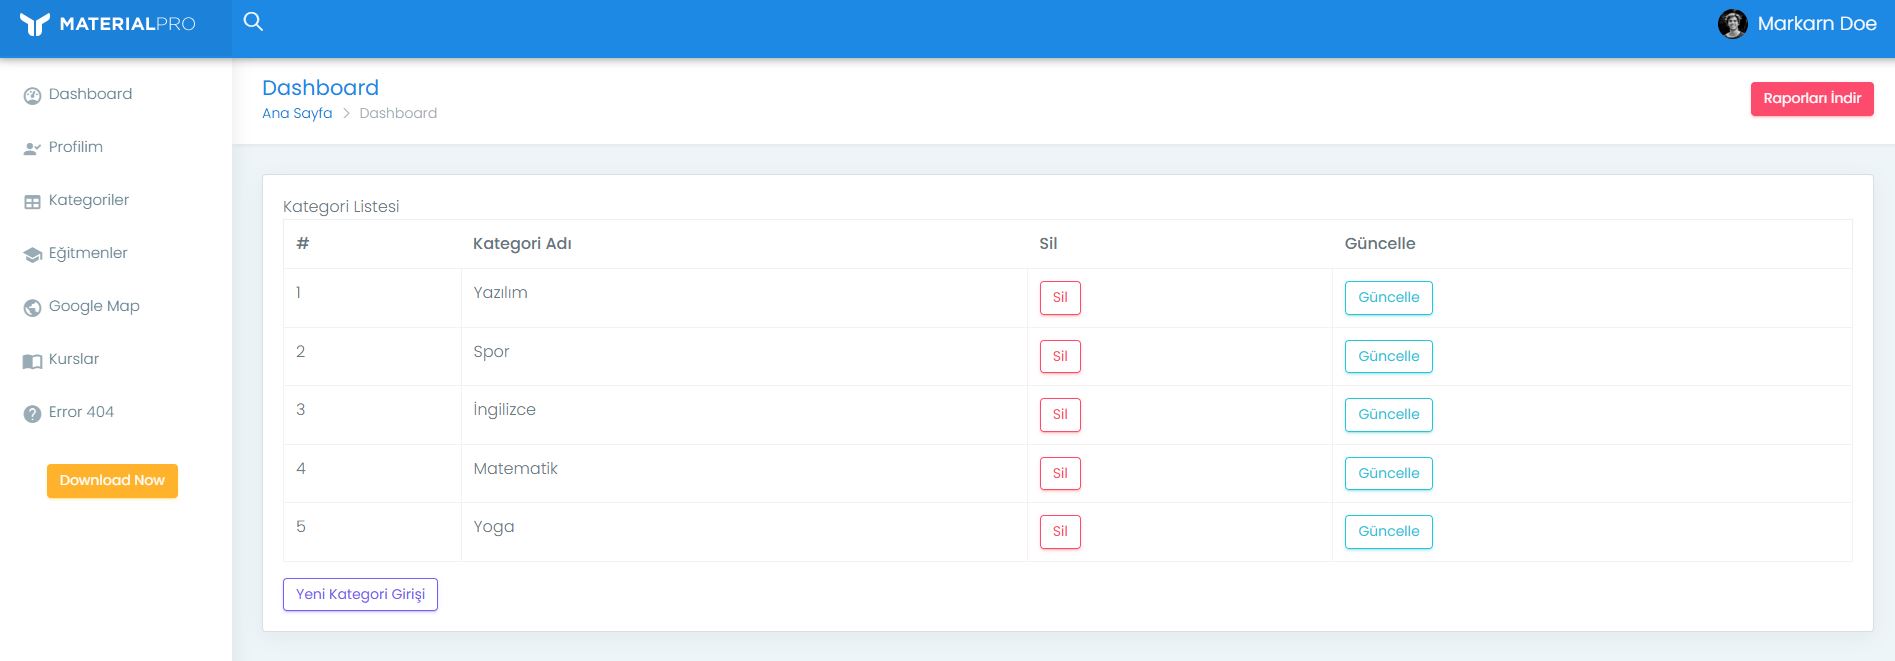 MATERIALPRO
Markarn Doe
Dashboard
Profilim
Kategoriler
Eğitmenler
Google Map
Kurslar
Error 404
Download Now
Dashboard
Ana Sayfa > Dashboard
Raporları İndir
Kategori Listesi
# Kategori Adı Sil Güncelle
1 Yazılım Sil Güncelle
2 Spor Sil Güncelle
3 İngilizce Sil Güncelle
4 Matematik Sil Güncelle
5 Yoga Sil Güncelle
Yeni Kategori Girişi